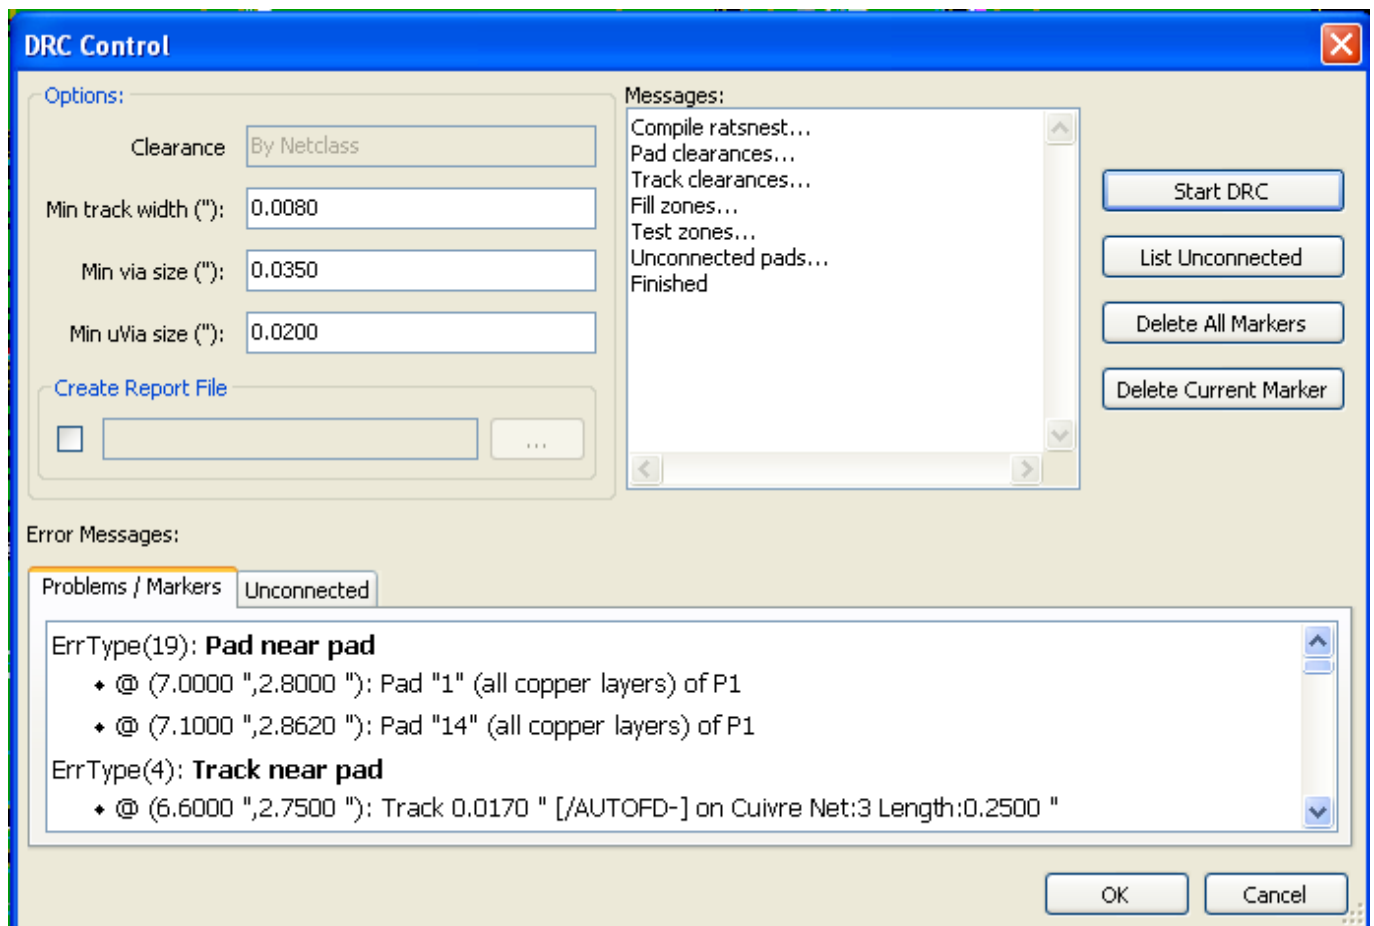 DRC Control
Options:
Clearance
By Netclass
Min track width ("):
0.0080
Min via size ("):
0.0350
Min uVia size ("):
0.0200
Create Report File
...
Messages:
Compile ratsnest...
Pad clearances...
Track clearances...
Fill zones...
Test zones...
Unconnected pads...
Finished
Start DRC
List Unconnected
Delete All Markers
Delete Current Marker
Error Messages:
Problems / Markers
Unconnected
ErrType(19): Pad near pad
@ (7.0000 ",2.8000 "): Pad "1" (all copper layers) of P1
@ (7.1000 ",2.8620 "): Pad "14" (all copper layers) of P1
ErrType(4): Track near pad
@ (6.6000 ",2.7500 "): Track 0.0170 " [/AUTOFD-] on Cuivre Net:3 Length:0.2500 "
OK
Cancel